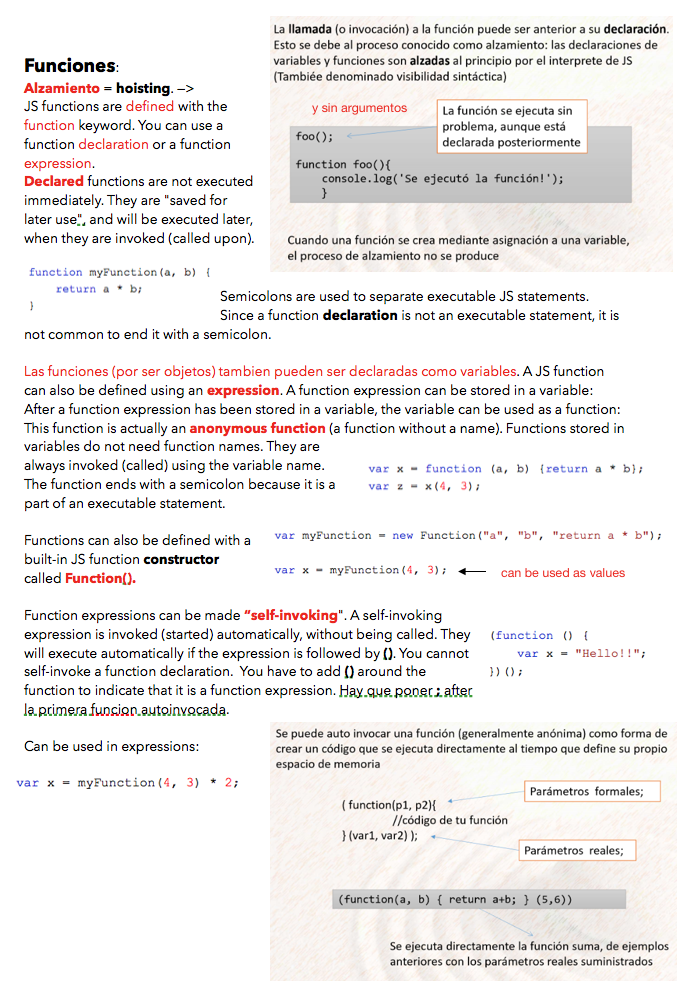 La llamada (o invocación) a la función puede ser anterior a su declaración.
Esto se debe al proceso conocido como alzamiento: las declaraciones de
variables y funciones son alzadas al principio por el interprete de JS
(Tambiée denominado visibilidad sintáctica)
Funciones:
Alzamiento = hoisting. –>
JS functions are defined with the
function keyword. You can use a
function declaration or a function
expression.
Declared functions are not executed
immediately. They are "saved for
later use", and will be executed later,
when they are invoked (called upon).
y sin argumentos
La función se ejecuta sin
problema, aunque está
declarada posteriormente
foo();
function foo(){
console.log('Se ejecutó la función!');
}
Cuando una función se crea mediante asignación a una variable,
el proceso de alzamiento no se produce
function myFunction(a, b) {
return a * b;
}
Semicolons are used to separate executable JS statements.
Since a function declaration is not an executable statement, it is
not common to end it with a semicolon.
Las funciones (por ser objetos) tambien pueden ser declaradas como variables. A JS function
can also be defined using an expression. A function expression can be stored in a variable:
After a function expression has been stored in a variable, the variable can be used as a function:
This function is actually an anonymous function (a function without a name). Functions stored in
variables do not need function names. They are
always invoked (called) using the variable name.
The function ends with a semicolon because it is a
part of an executable statement.
var x = function (a, b) {return a * b};
var z = x(4, 3);
Functions can also be defined with a
built-in JS function constructor
called Function().
var myFunction = new Function("a", "b", "return a * b");
var x = myFunction(4, 3);
can be used as values
Function expressions can be made “self-invoking". A self-invoking
expression is invoked (started) automatically, without being called. They
will execute automatically if the expression is followed by (). You cannot
self-invoke a function declaration. You have to add () around the
function to indicate that it is a function expression. Hay que poner ; after
la primera funcion autoinvocada.
(function () {
var x = "Hello!!";
})();
Can be used in expressions:
var x = myFunction(4, 3) * 2;
Se puede auto invocar una función (generalmente anónima) como forma de
crear un código que se ejecuta directamente al tiempo que define su propio
espacio de memoria
( function(p1, p2){
//código de tu función
} (var1, var2) );
Parámetros formales;
Parámetros reales;
(function(a, b) { return a+b; } (5,6))
Se ejecuta directamente la función suma, de ejemplos
anteriores con los parámetros reales suministrados